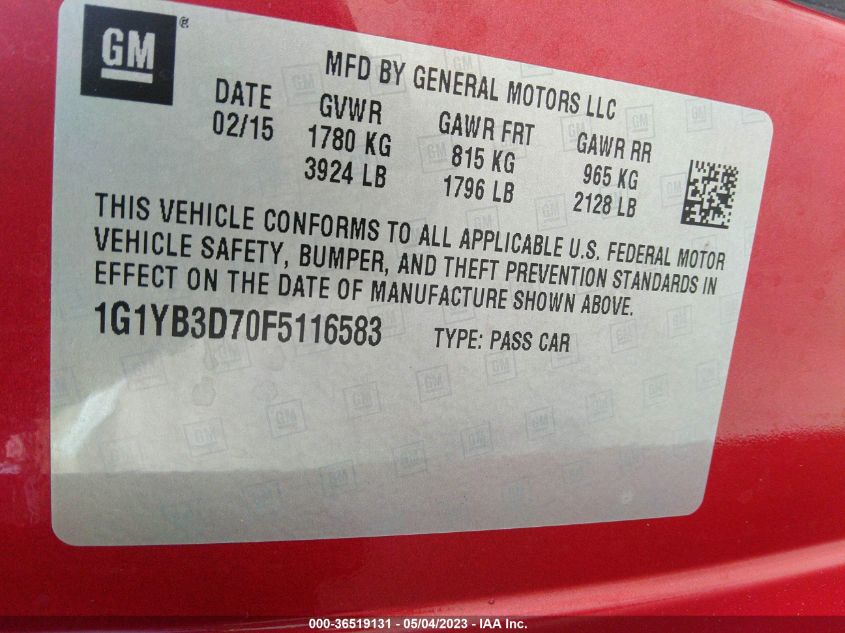 GM ®
MFD BY GENERAL MOTORS LLC
DATE GVWR GAWR FRT GAWR RR
02/15 1780 KG 815 KG 965 KG
3924 LB 1796 LB 2128 LB
THIS VEHICLE CONFORMS TO ALL APPLICABLE U.S. FEDERAL MOTOR
VEHICLE SAFETY, BUMPER, AND THEFT PREVENTION STANDARDS IN
EFFECT ON THE DATE OF MANUFACTURE SHOWN ABOVE.
1G1YB3D70F5116583 TYPE: PASS CAR
000-36519131 - 05/04/2023 - IAA Inc.